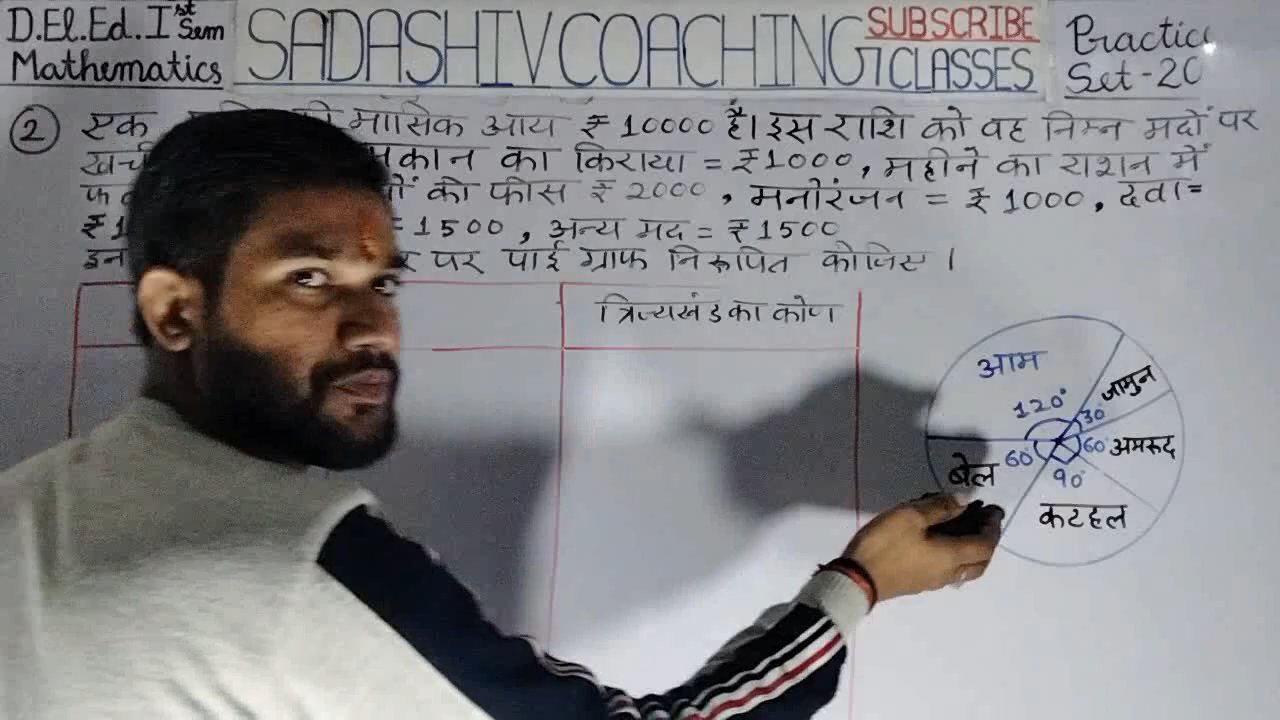 D.El.Ed. Ist Sem
Mathematics
SADASHIV COACHING CLASSES
SUBSCRIBE
Practic
Set-20
② एक मासिक आय ₹ 10000 है। इस राशि को वह निम्न मदों पर
खर्च मकान का किराया = ₹1000, महीने का राशन में
की फीस ₹ 2000, मनोरंजन = ₹ 1000, दवा=
₹1 = 1500, अन्य मद = ₹1500
इन पर पाई ग्राफ निरूपित कीजिए।
त्रिज्यखंड का कोण
आम
जामुन
120°
30°
60°
60° अमरूद
बेल
90°
कटहल